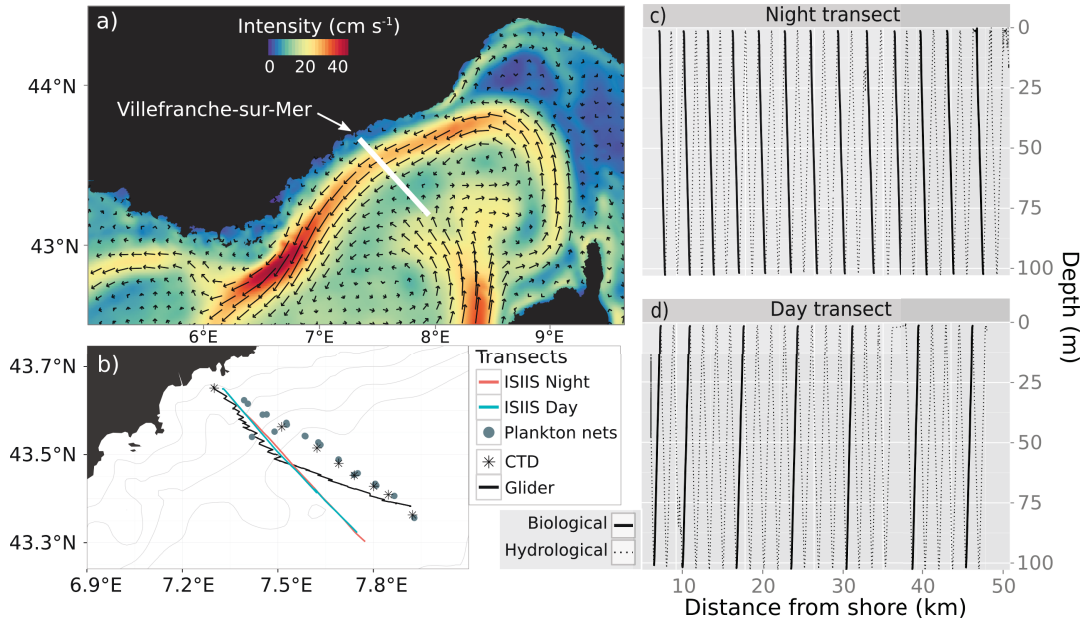 a)
Intensity (cm s⁻¹)
0 20 40
44°N
Villefranche-sur-Mer
43°N
6°E 7°E 8°E 9°E
b)
43.7°N
43.5°N
43.3°N
6.9°E 7.2°E 7.5°E 7.8°E
Transects
ISIIS Night
ISIIS Day
Plankton nets
CTD
Glider
Biological
Hydrological
c) Night transect
0
25
50
75
100
d) Day transect
0
25
50
75
100
Depth (m)
10 20 30 40 50
Distance from shore (km)